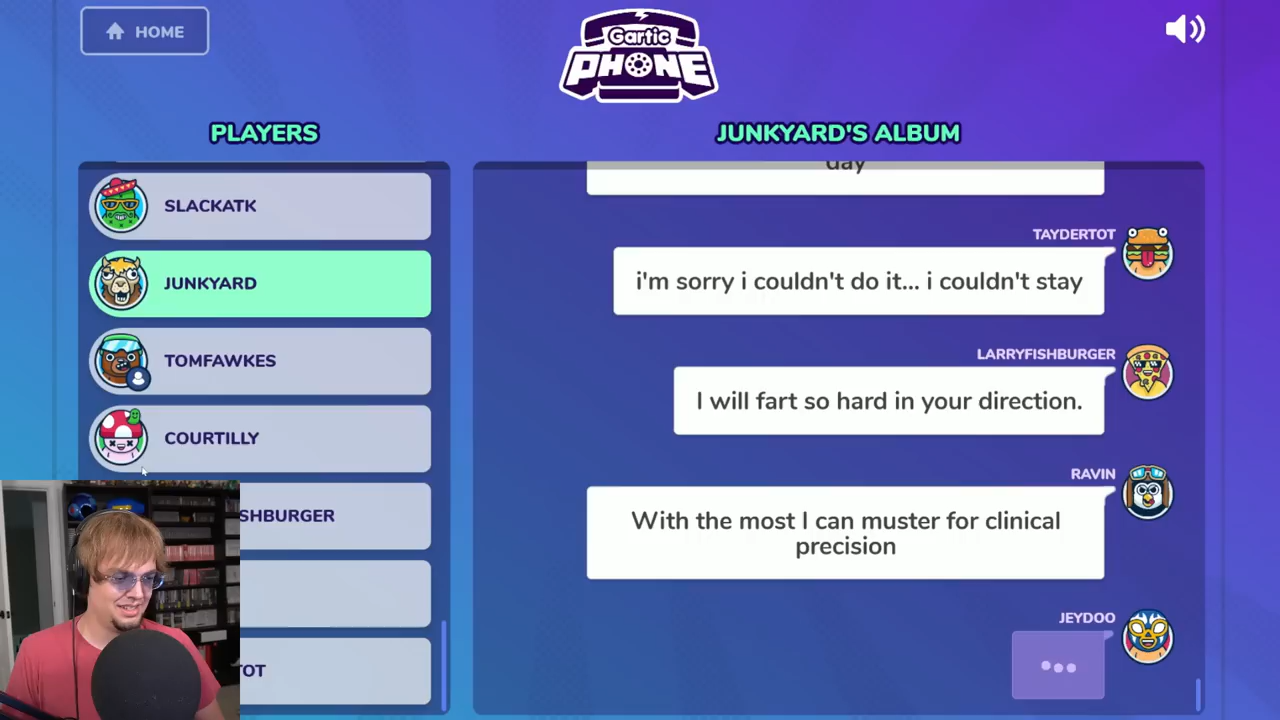 HOME
Gartic
PHONE
PLAYERS
JUNKYARD'S ALBUM
SLACKATK
JUNKYARD
TOMFAWKES
COURTILLY
SHBURGER
TOT
day
TAYDERTOT
i'm sorry i couldn't do it... i couldn't stay
LARRYFISHBURGER
I will fart so hard in your direction.
RAVIN
With the most I can muster for clinical
precision
JEYDOO
...